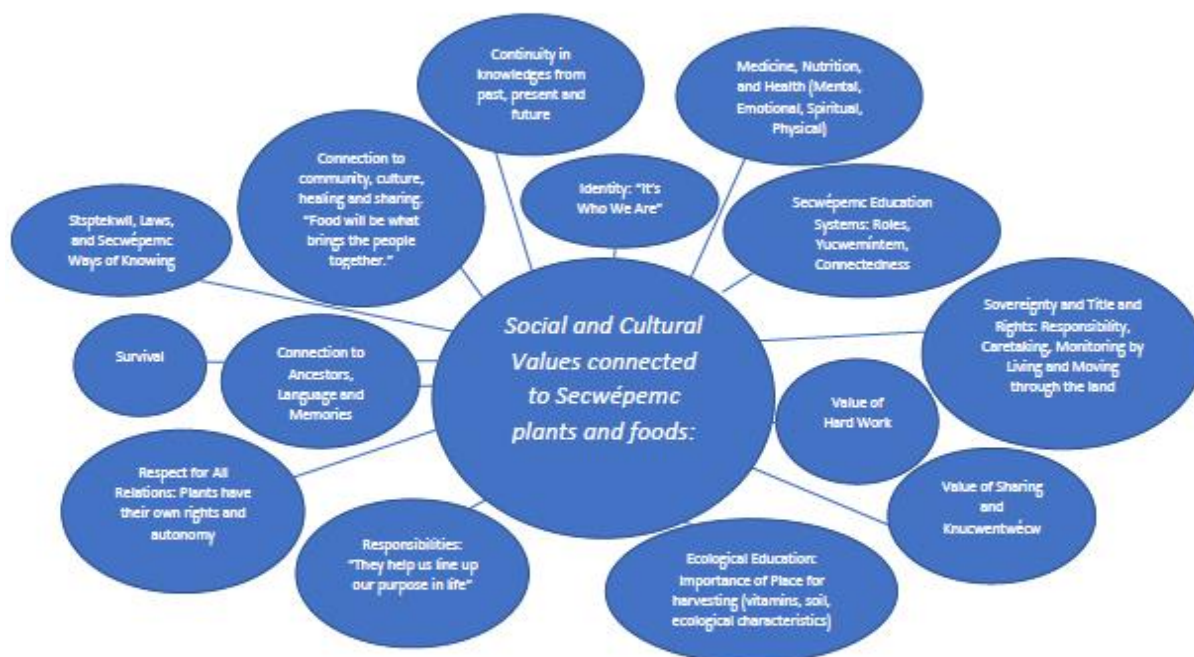 Continuity in
knowledges from
past, present and
future
Medicine, Nutrition,
and Health (Mental,
Emotional, Spiritual,
Physical)
Connection to
community, culture,
healing and sharing.
“Food will be what
brings the people
together.”
Identity: “It’s
Who We Are”
Secwépemc Education
Systems: Roles,
Yucwemíntem,
Connectedness
Stsptekwll, Laws,
and Secwépemc
Ways of Knowing
Sovereignty and Title and
Rights: Responsibility,
Caretaking, Monitoring by
Living and Moving
through the land
Social and Cultural
Values connected
to Secwépemc
plants and foods:
Survival
Connection to
Ancestors,
Language and
Memories
Value of
Hard Work
Respect for All
Relations: Plants have
their own rights and
autonomy
Value of Sharing
and
Knucwentwécw
Responsibilities:
“They help us line up
our purpose in life”
Ecological Education:
Importance of Place for
harvesting (vitamins, soil,
ecological characteristics)